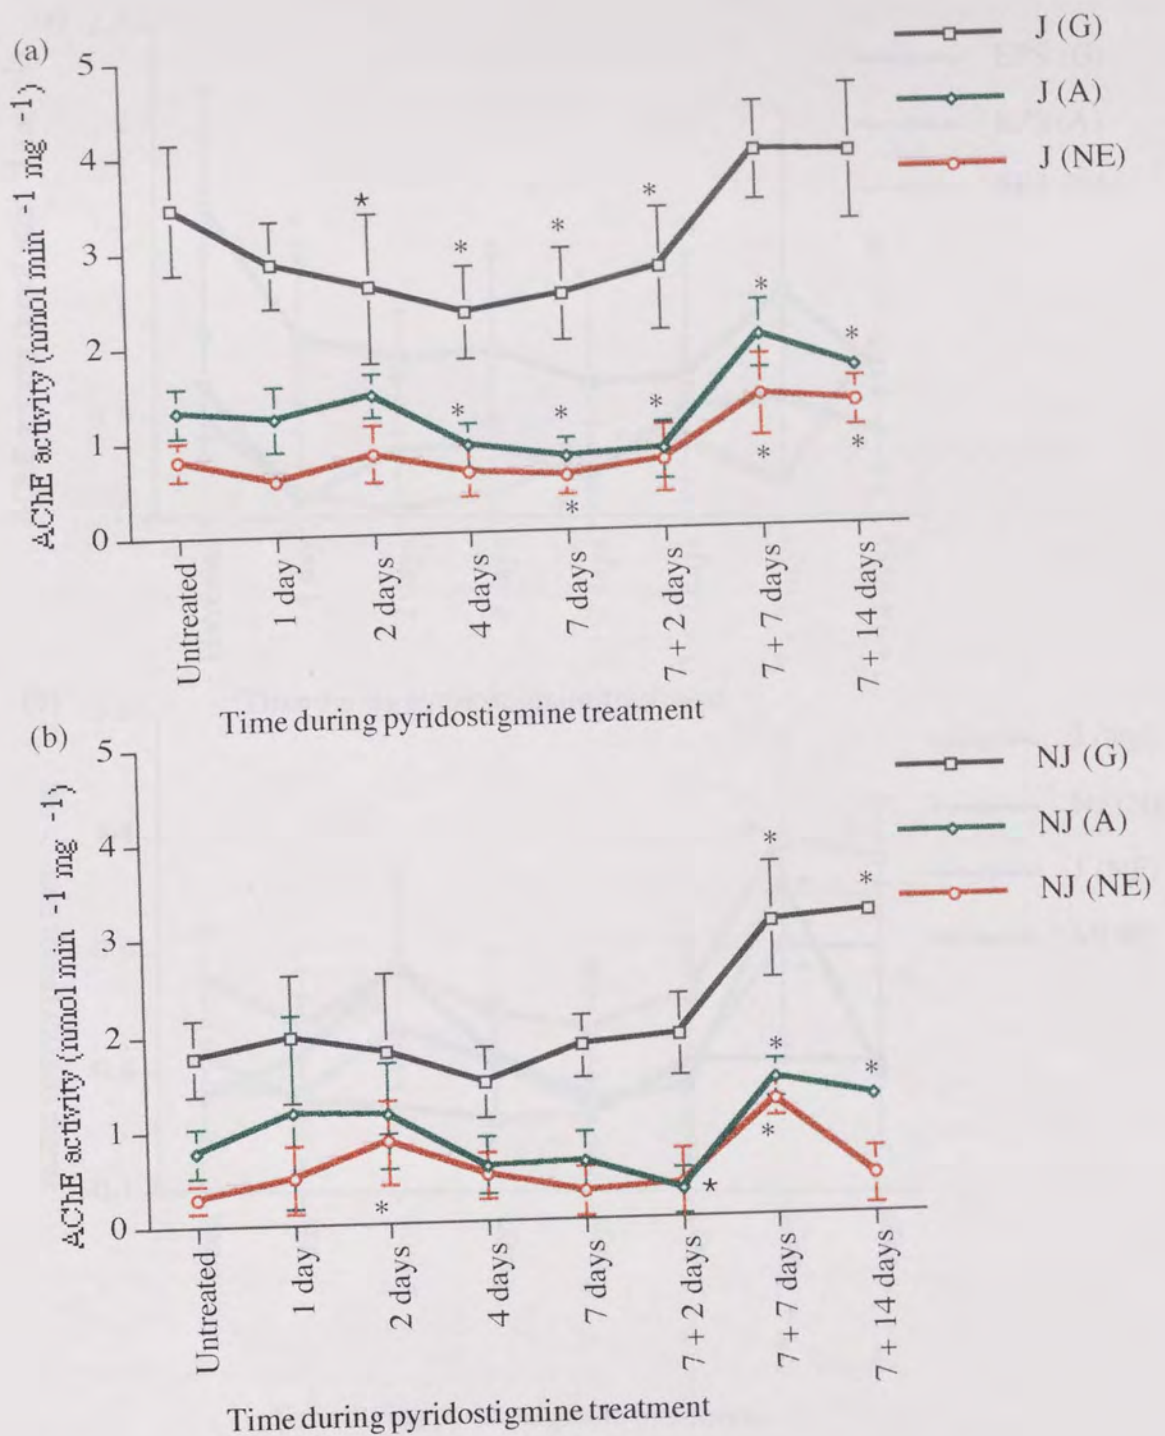 (a)
J (G)
J (A)
J (NE)
AChE activity (nmol min -1 mg -1)
5
4
3
2
1
0
* * * * *
* * * * *
* * *
Untreated
1 day
2 days
4 days
7 days
7 + 2 days
7 + 7 days
7 + 14 days
Time during pyridostigmine treatment
(b)
NJ (G)
NJ (A)
NJ (NE)
AChE activity (nmol min -1 mg -1)
5
4
3
2
1
0
* *
* * *
* *
Untreated
1 day
2 days
4 days
7 days
7 + 2 days
7 + 7 days
7 + 14 days
Time during pyridostigmine treatment